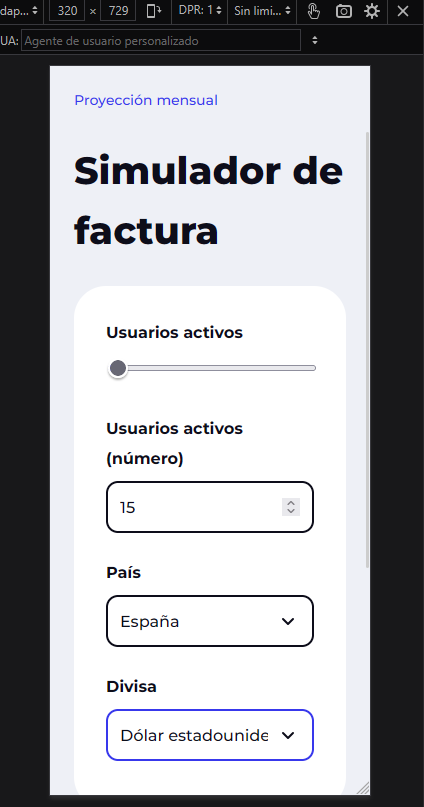 dap...
320 × 729
DPR: 1
Sin limi...
UA: Agente de usuario personalizado
Proyección mensual
Simulador de
factura
Usuarios activos
Usuarios activos
(número)
15
País
España
Divisa
Dólar estadounide